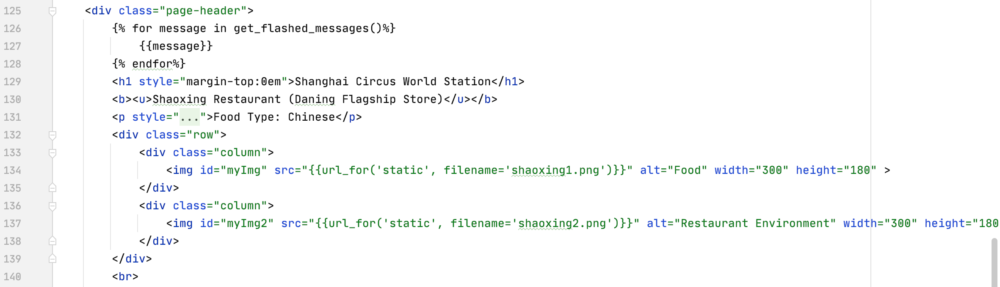 125 <div class="page-header">
126 {% for message in get_flashed_messages()%}
127 {{message}}
128 {% endfor%}
129 <h1 style="margin-top:0em">Shanghai Circus World Station</h1>
130 <b><u>Shaoxing Restaurant (Daning Flagship Store)</u></b>
131 <p style="...">Food Type: Chinese</p>
132 <div class="row">
133 <div class="column">
134 <img id="myImg" src="{{url_for('static', filename='shaoxing1.png')}}" alt="Food" width="300" height="180" >
135 </div>
136 <div class="column">
137 <img id="myImg2" src="{{url_for('static', filename='shaoxing2.png')}}" alt="Restaurant Environment" width="300" height="180
138 </div>
139 </div>
140 <br>